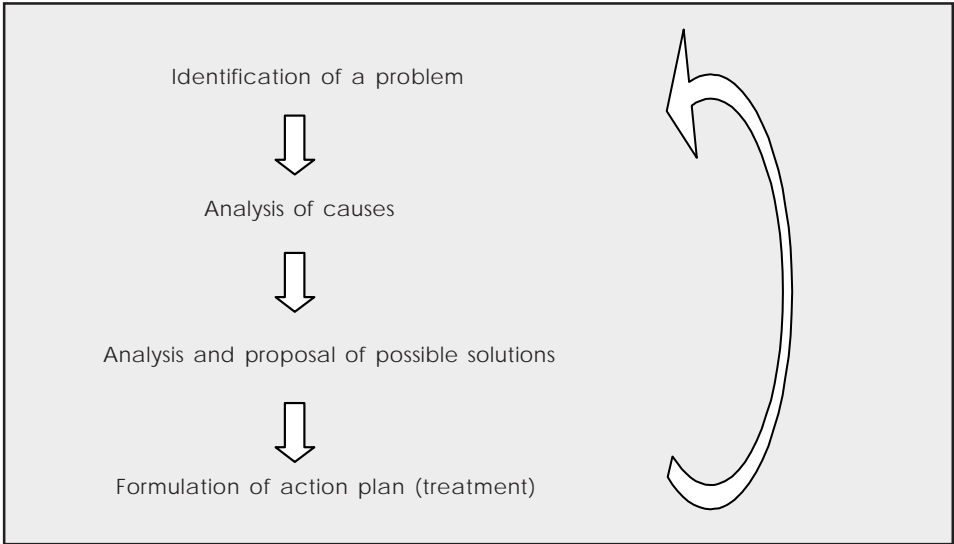 Identification of a problem
Analysis of causes
Analysis and proposal of possible solutions
Formulation of action plan (treatment)